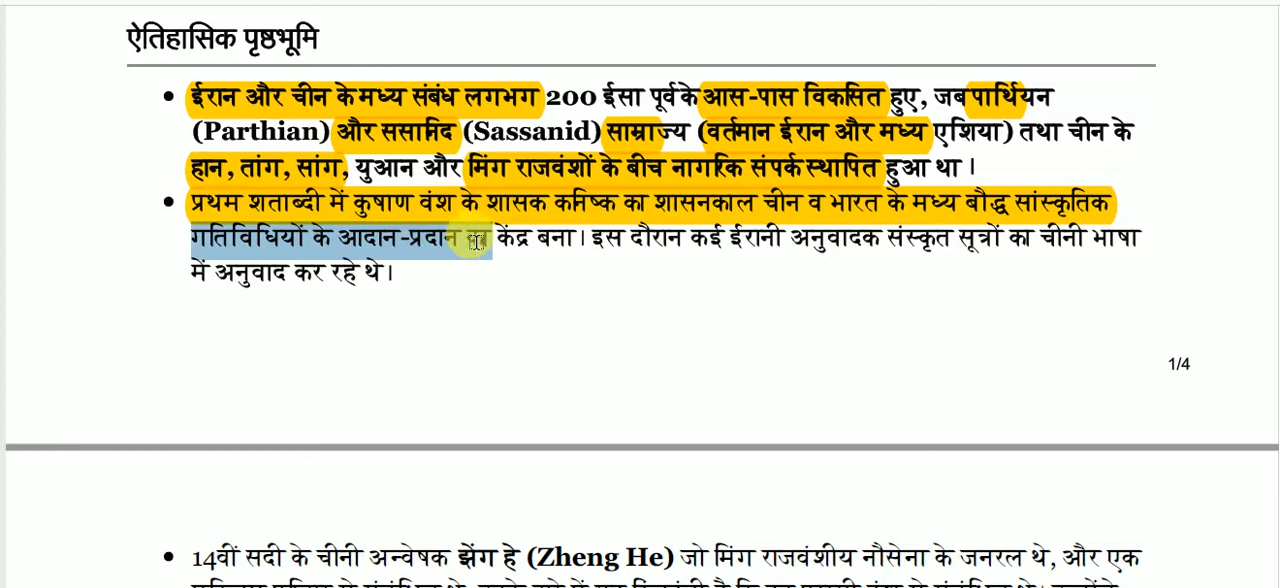 ऐतिहासिक पृष्ठभूमि
• ईरान और चीन के मध्य संबंध लगभग 200 ईसा पूर्व के आस-पास विकसित हुए, जब पार्थियन
(Parthian) और ससानिद (Sassanid) साम्राज्य (वर्तमान ईरान और मध्य एशिया) तथा चीन के
हान, तांग, सांग, युआन और मिंग राजवंशों के बीच नागरिक संपर्क स्थापित हुआ था।
• प्रथम शताब्दी में कुषाण वंश के शासक कनिष्क का शासनकाल चीन व भारत के मध्य बौद्ध सांस्कृतिक
गतिविधियों के आदान-प्रदान केंद्र बना। इस दौरान कई ईरानी अनुवादक संस्कृत सूत्रों का चीनी भाषा
में अनुवाद कर रहे थे।
1/4
• 14वीं सदी के चीनी अन्वेषक झेंग हे (Zheng He) जो मिंग राजवंशीय नौसेना के जनरल थे, और एक